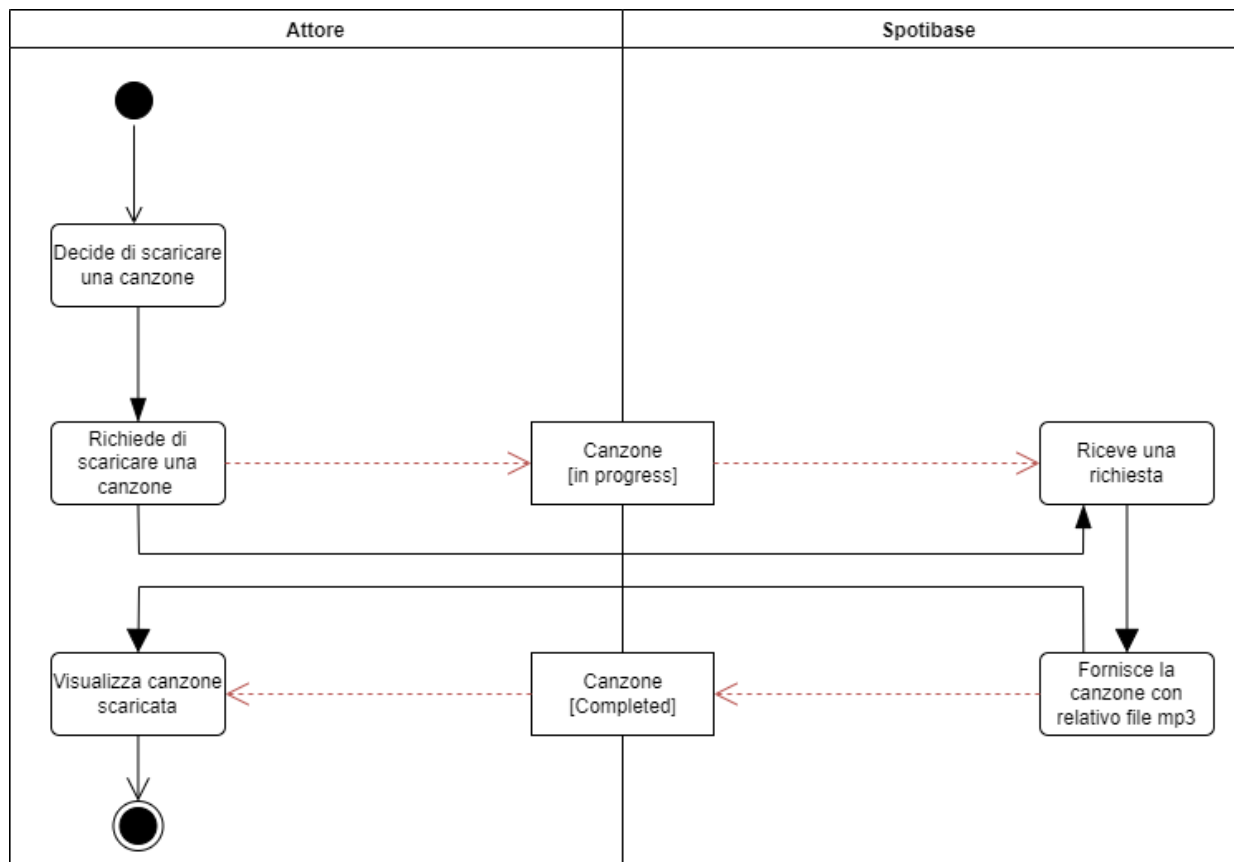 Attore
Spotibase
Decide di scaricare
una canzone
Richiede di
scaricare una
canzone
Canzone
[in progress]
Riceve una
richiesta
Visualizza canzone
scaricata
Canzone
[Completed]
Fornisce la
canzone con
relativo file mp3